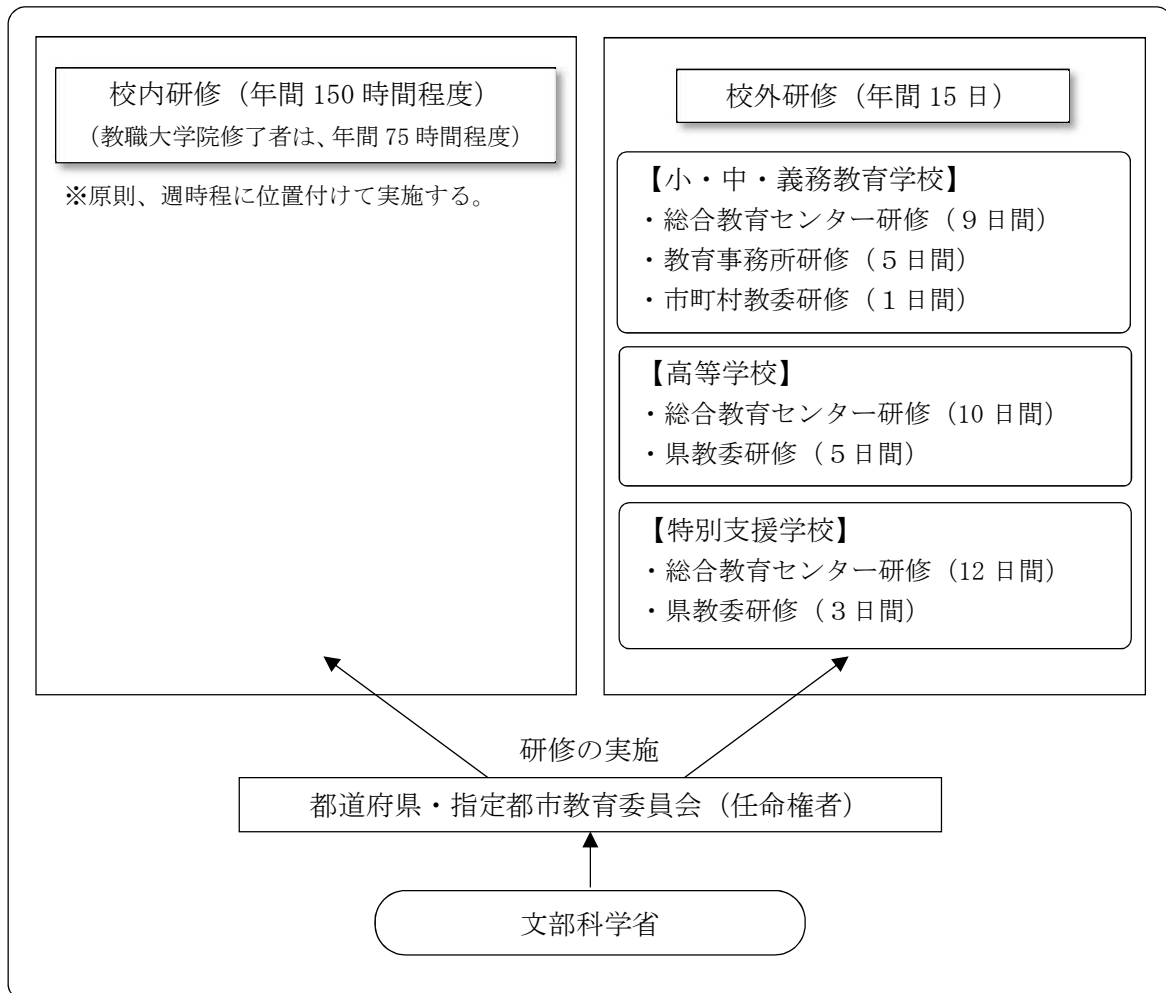 校内研修（年間 150 時間程度）
（教職大学院修了者は、年間 75 時間程度）
※原則、週時程に位置付けて実施する。
校外研修（年間 15 日）
【小・中・義務教育学校】
・総合教育センター研修（９日間）
・教育事務所研修（５日間）
・市町村教委研修（１日間）
【高等学校】
・総合教育センター研修（10 日間）
・県教委研修（５日間）
【特別支援学校】
・総合教育センター研修（12 日間）
・県教委研修（３日間）
研修の実施
都道府県・指定都市教育委員会（任命権者）
文部科学省